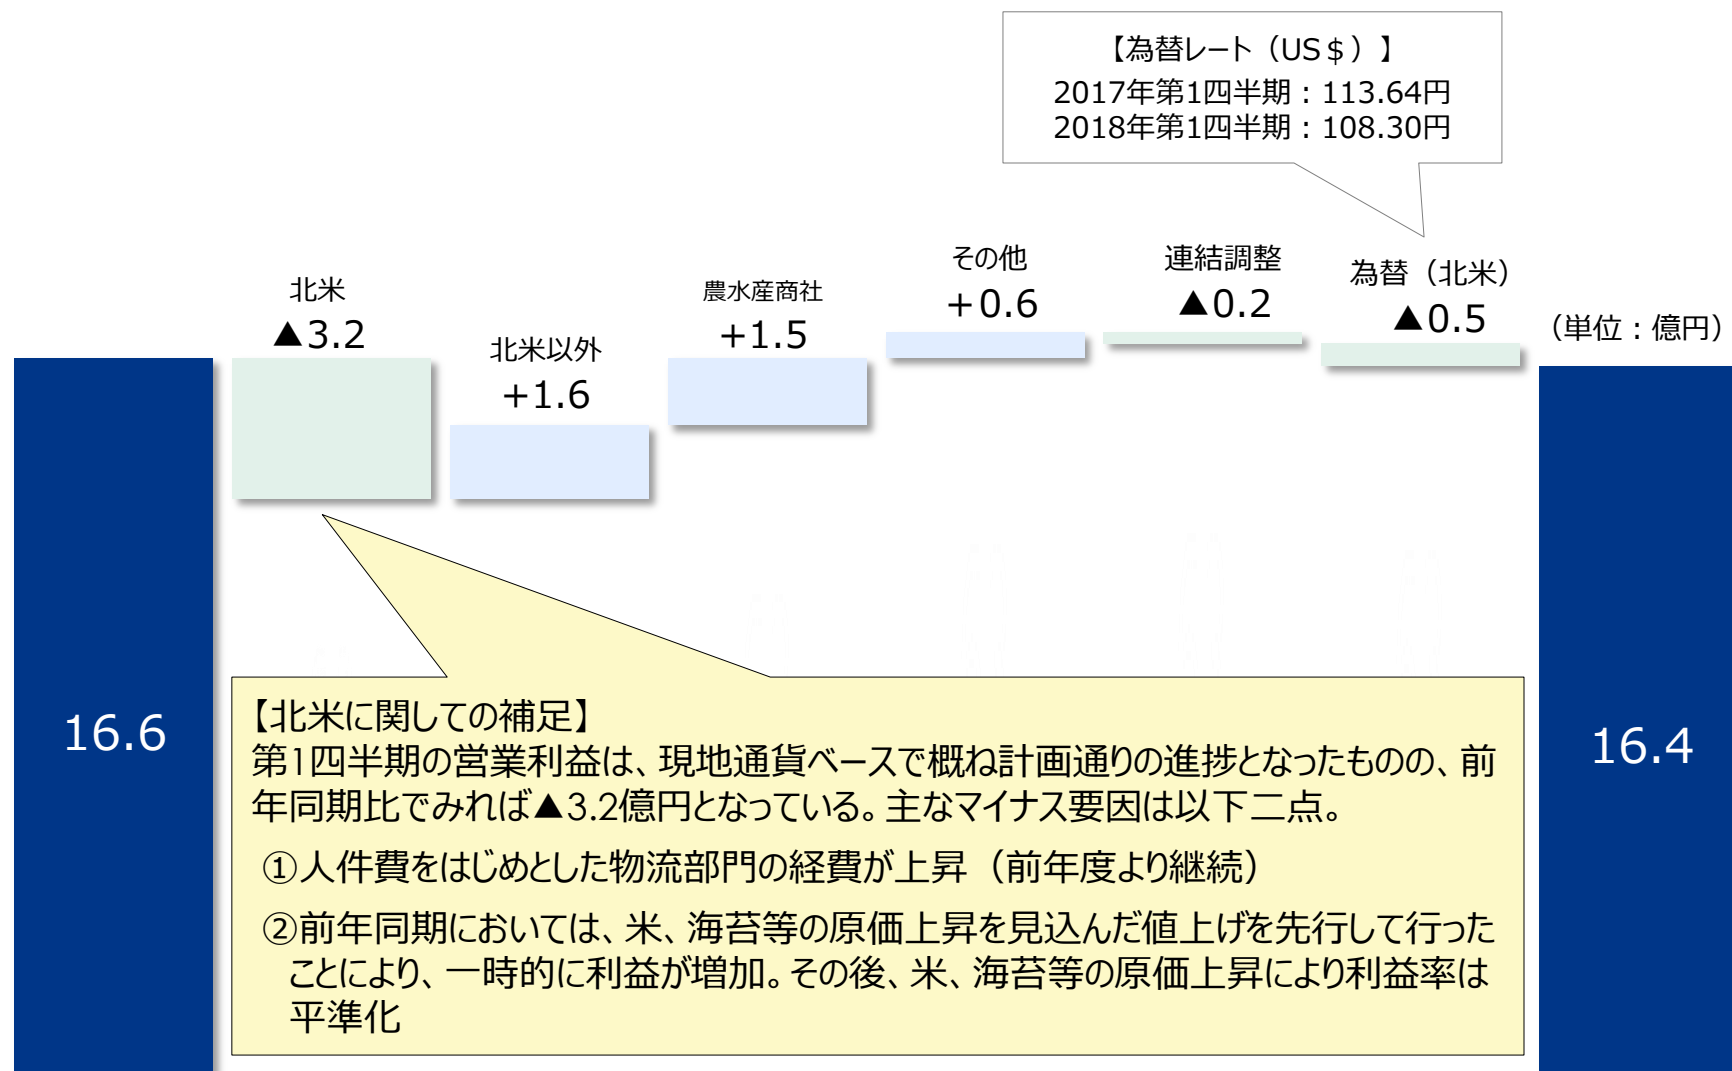 【為替レート（US＄）】
2017年第1四半期：113.64円
2018年第1四半期：108.30円
北米
▲3.2
北米以外
+1.6
農水産商社
+1.5
その他
＋0.6
連結調整
▲0.2
為替（北米）
▲0.5
（単位：億円）
16.6
【北米に関しての補足】
第1四半期の営業利益は、現地通貨ベースで概ね計画通りの進捗となったものの、前
年同期比でみれば▲3.2億円となっている。主なマイナス要因は以下二点。
①人件費をはじめとした物流部門の経費が上昇（前年度より継続）
②前年同期においては、米、海苔等の原価上昇を見込んだ値上げを先行して行った
ことにより、一時的に利益が増加。その後、米、海苔等の原価上昇により利益率は
平準化
16.4